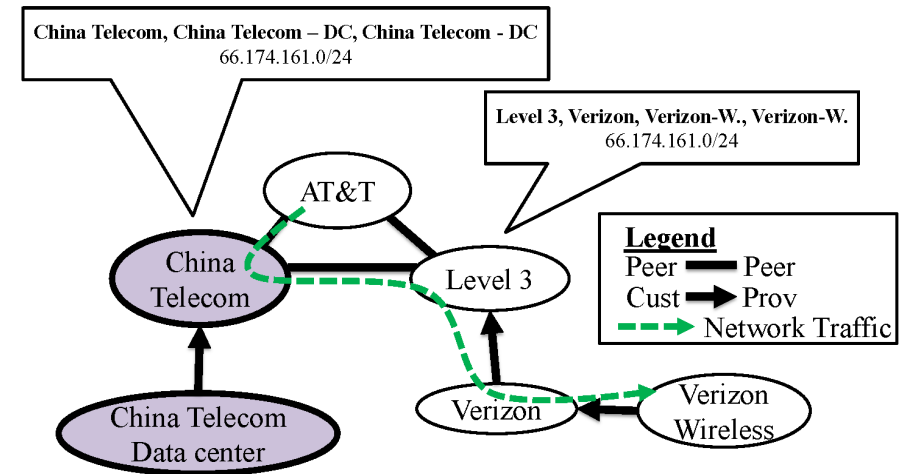 China Telecom, China Telecom – DC, China Telecom - DC
66.174.161.0/24
Level 3, Verizon, Verizon-W., Verizon-W.
66.174.161.0/24
AT&T
China
Telecom
Level 3
Legend
Peer Peer
Cust Prov
Network Traffic
China Telecom
Data center
Verizon
Verizon
Wireless